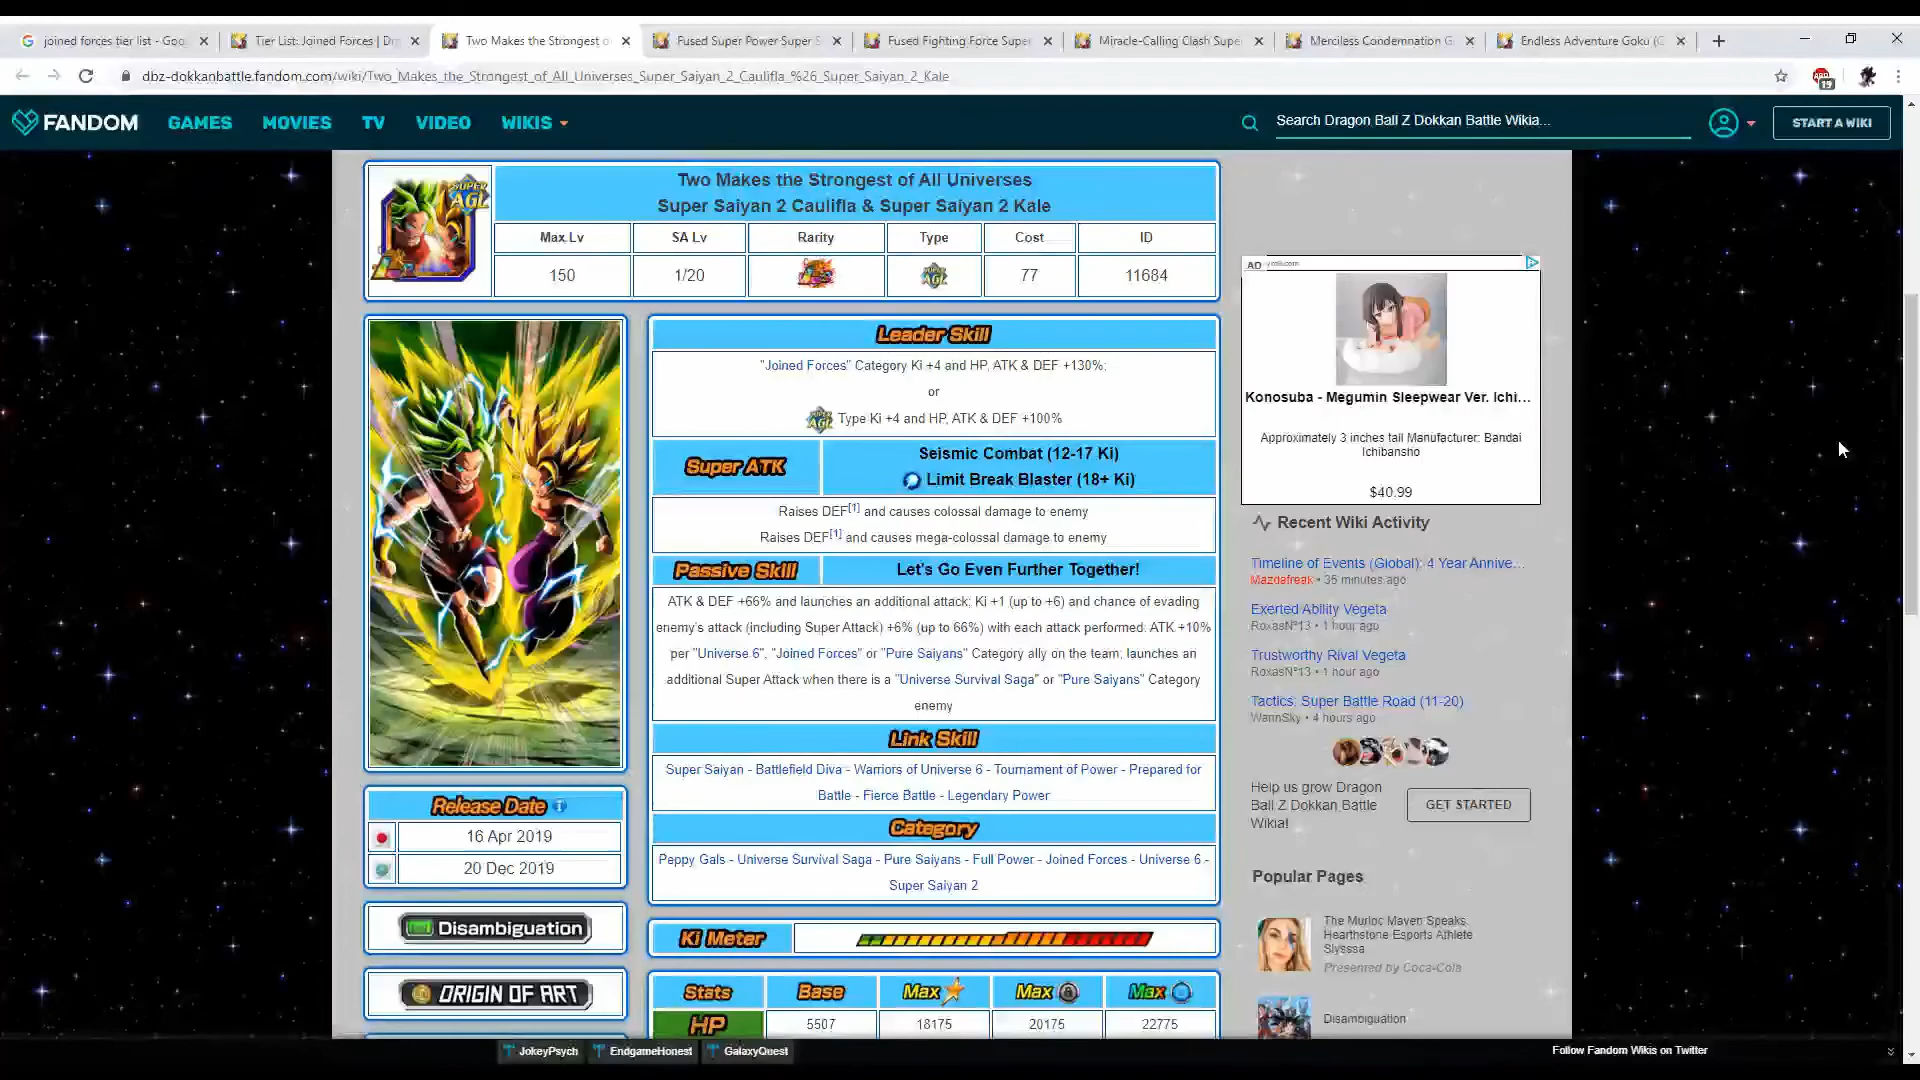 joined forces tier list - Goo
Tier List: Joined Forces | Dr
Two Makes the Strongest o
Fused Super Power Super S
Fused Fighting Force Super
Miracle-Calling Clash Supe
Merciless Condemnation G
Endless Adventure Goku (
dbz-dokkanbattle.fandom.com/wiki/Two_Makes_the_Strongest_of_All_Universes_Super_Saiyan_2_Caulifla_%26_Super_Saiyan_2_Kale
19
FANDOM GAMES MOVIES TV VIDEO WIKIS
Search Dragon Ball Z Dokkan Battle Wikia...
START A WIKI
SUPER AGL
Two Makes the Strongest of All Universes
Super Saiyan 2 Caulifla & Super Saiyan 2 Kale
Max Lv SA Lv Rarity Type Cost ID
150 1/20 77 11684
Leader Skill
"Joined Forces" Category Ki +4 and HP, ATK & DEF +130%;
or
Type Ki +4 and HP, ATK & DEF +100%
Super ATK
Seismic Combat (12-17 Ki)
Limit Break Blaster (18+ Ki)
Raises DEF[1] and causes colossal damage to enemy
Raises DEF[1] and causes mega-colossal damage to enemy
Passive Skill
Let's Go Even Further Together!
ATK & DEF +66% and launches an additional attack; Ki +1 (up to +6) and chance of evading
enemy's attack (including Super Attack) +6% (up to 66%) with each attack performed; ATK +10%
per "Universe 6", "Joined Forces" or "Pure Saiyans" Category ally on the team; launches an
additional Super Attack when there is a "Universe Survival Saga" or "Pure Saiyans" Category
enemy
Link Skill
Super Saiyan - Battlefield Diva - Warriors of Universe 6 - Tournament of Power - Prepared for
Battle - Fierce Battle - Legendary Power
Category
Peppy Gals - Universe Survival Saga - Pure Saiyans - Full Power - Joined Forces - Universe 6 -
Super Saiyan 2
Ki Meter
Stats Base Max Max Max
HP 5507 18175 20175 22775
Release Date
16 Apr 2019
20 Dec 2019
Disambiguation
ORIGIN OF ART
AD
Konosuba - Megumin Sleepwear Ver. Ichi...
Approximately 3 inches tall Manufacturer: Bandai
Ichibansho
$40.99
Recent Wiki Activity
Timeline of Events (Global): 4 Year Annive...
Mazdafreak • 35 minutes ago
Exerted Ability Vegeta
RoxasNº13 • 1 hour ago
Trustworthy Rival Vegeta
RoxasNº13 • 1 hour ago
Tactics: Super Battle Road (11-20)
WarinSky • 4 hours ago
Help us grow Dragon
Ball Z Dokkan Battle
Wikia!
GET STARTED
Popular Pages
The Murloc Maven Speaks:
Hearthstone Esports Athlete
Slysssa
Presented by Coca-Cola
Disambiguation
JokeyPsych EndgameHonest GalaxyQuest
Follow Fandom Wikis on Twitter